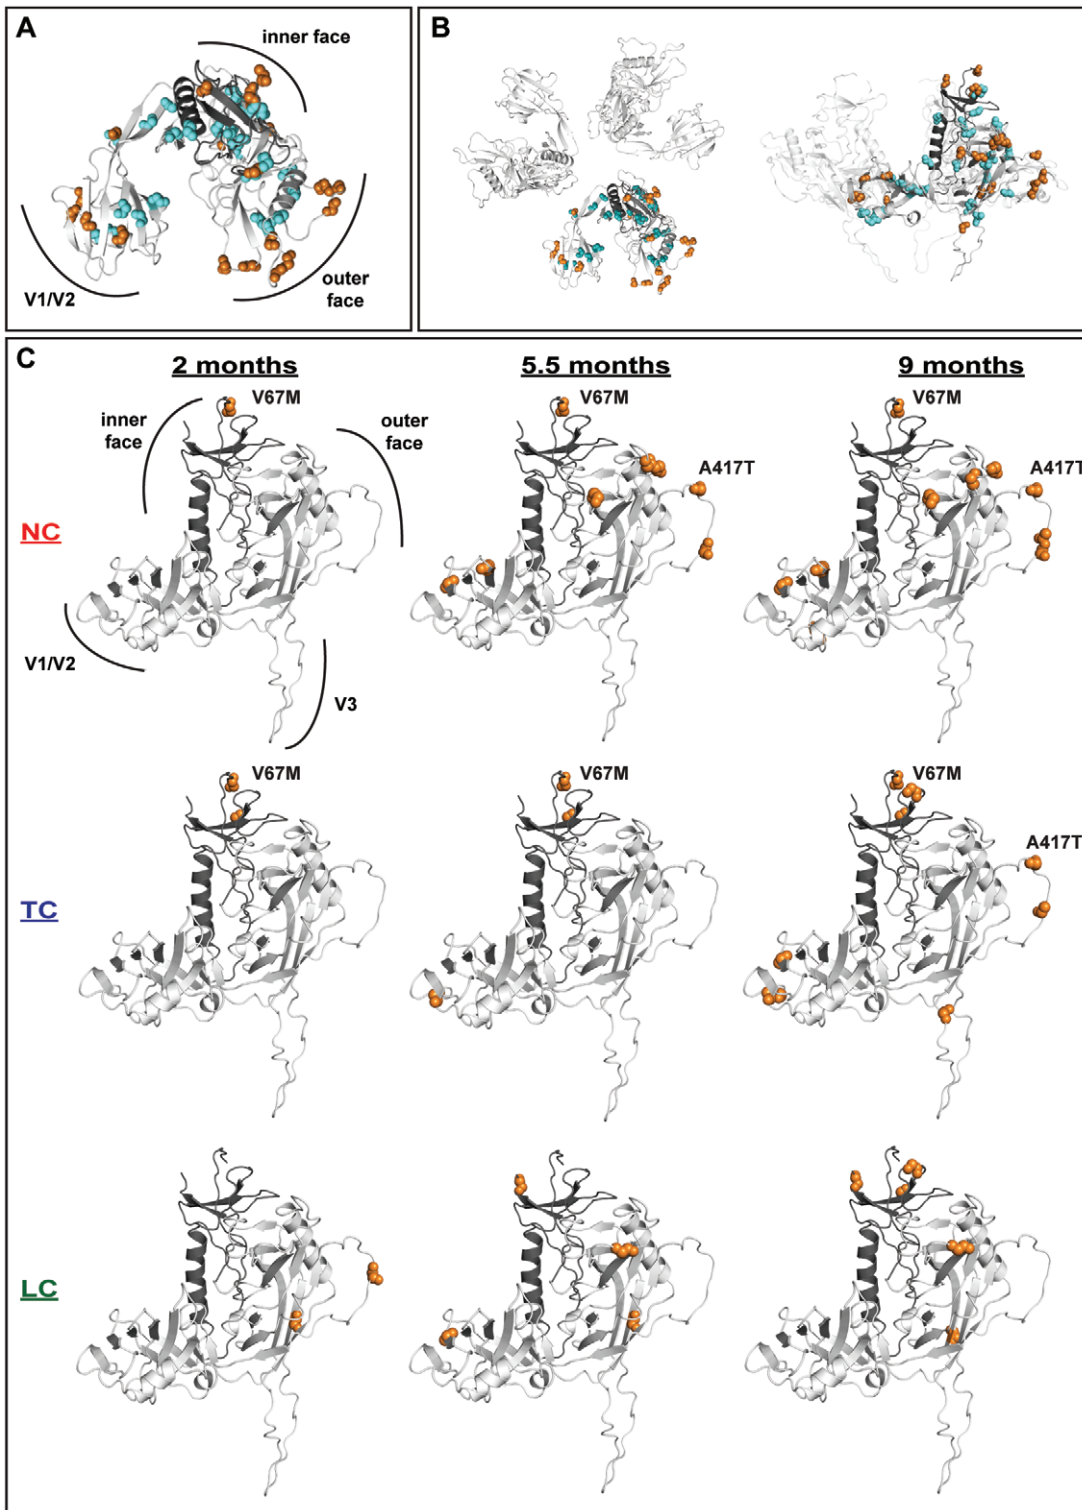 A
inner face
V1/V2
outer
face
B
C
2 months
5.5 months
9 months
V67M
V67M
V67M
inner
face
outer
face
A417T
A417T
NC
V1/V2
V3
V67M
V67M
V67M
A417T
TC
LC